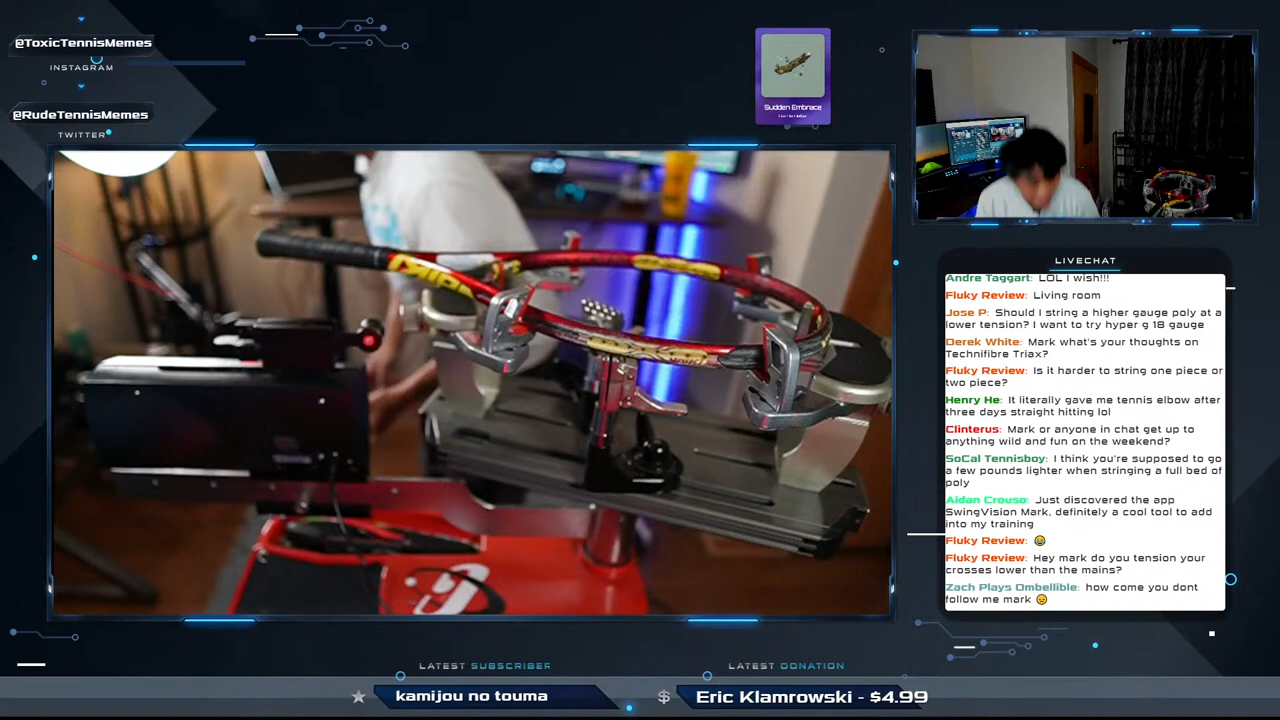 @ToxicTennisMemes
INSTAGRAM
@RudeTennisMemes
TWITTER
Sudden Embrace
LIVECHAT
Andre Taggart: LOL I wish!!!
Fluky Review: Living room
Jose P: Should I string a higher gauge poly at a
lower tension? I want to try hyper g 18 gauge
Derek White: Mark what's your thoughts on
Technifibre Triax?
Fluky Review: Is it harder to string one piece or
two piece?
Henry He: It literally gave me tennis elbow after
three days straight hitting lol
Clinterus: Mark or anyone in chat get up to
anything wild and fun on the weekend?
SoCal Tennisboy: I think you're supposed to go
a few pounds lighter when stringing a full bed of
poly
Aidan Crouso: Just discovered the app
SwingVision Mark, definitely a cool tool to add
into my training
Fluky Review: 😂
Fluky Review: Hey mark do you tension your
crosses lower than the mains?
Zach Plays Ombellible: how come you dont
follow me mark 😑
LATEST SUBSCRIBER
LATEST DONATION
kamijou no touma
$ Eric Klamrowski - $4.99